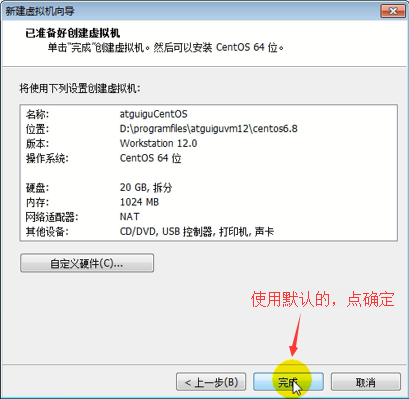 新建虚拟机向导
已准备好创建虚拟机
单击"完成"创建虚拟机。然后可以安装 CentOS 64 位。
将使用下列设置创建虚拟机:
名称: atguiguCentOS
位置: D:\programfiles\atguiguvm12\centos6.8
版本: Workstation 12.0
操作系统: CentOS 64 位
硬盘: 20 GB, 拆分
内存: 1024 MB
网络适配器: NAT
其他设备: CD/DVD, USB 控制器, 打印机, 声卡
自定义硬件(C)...
使用默认的，点确定
< 上一步(B)
完成
取消